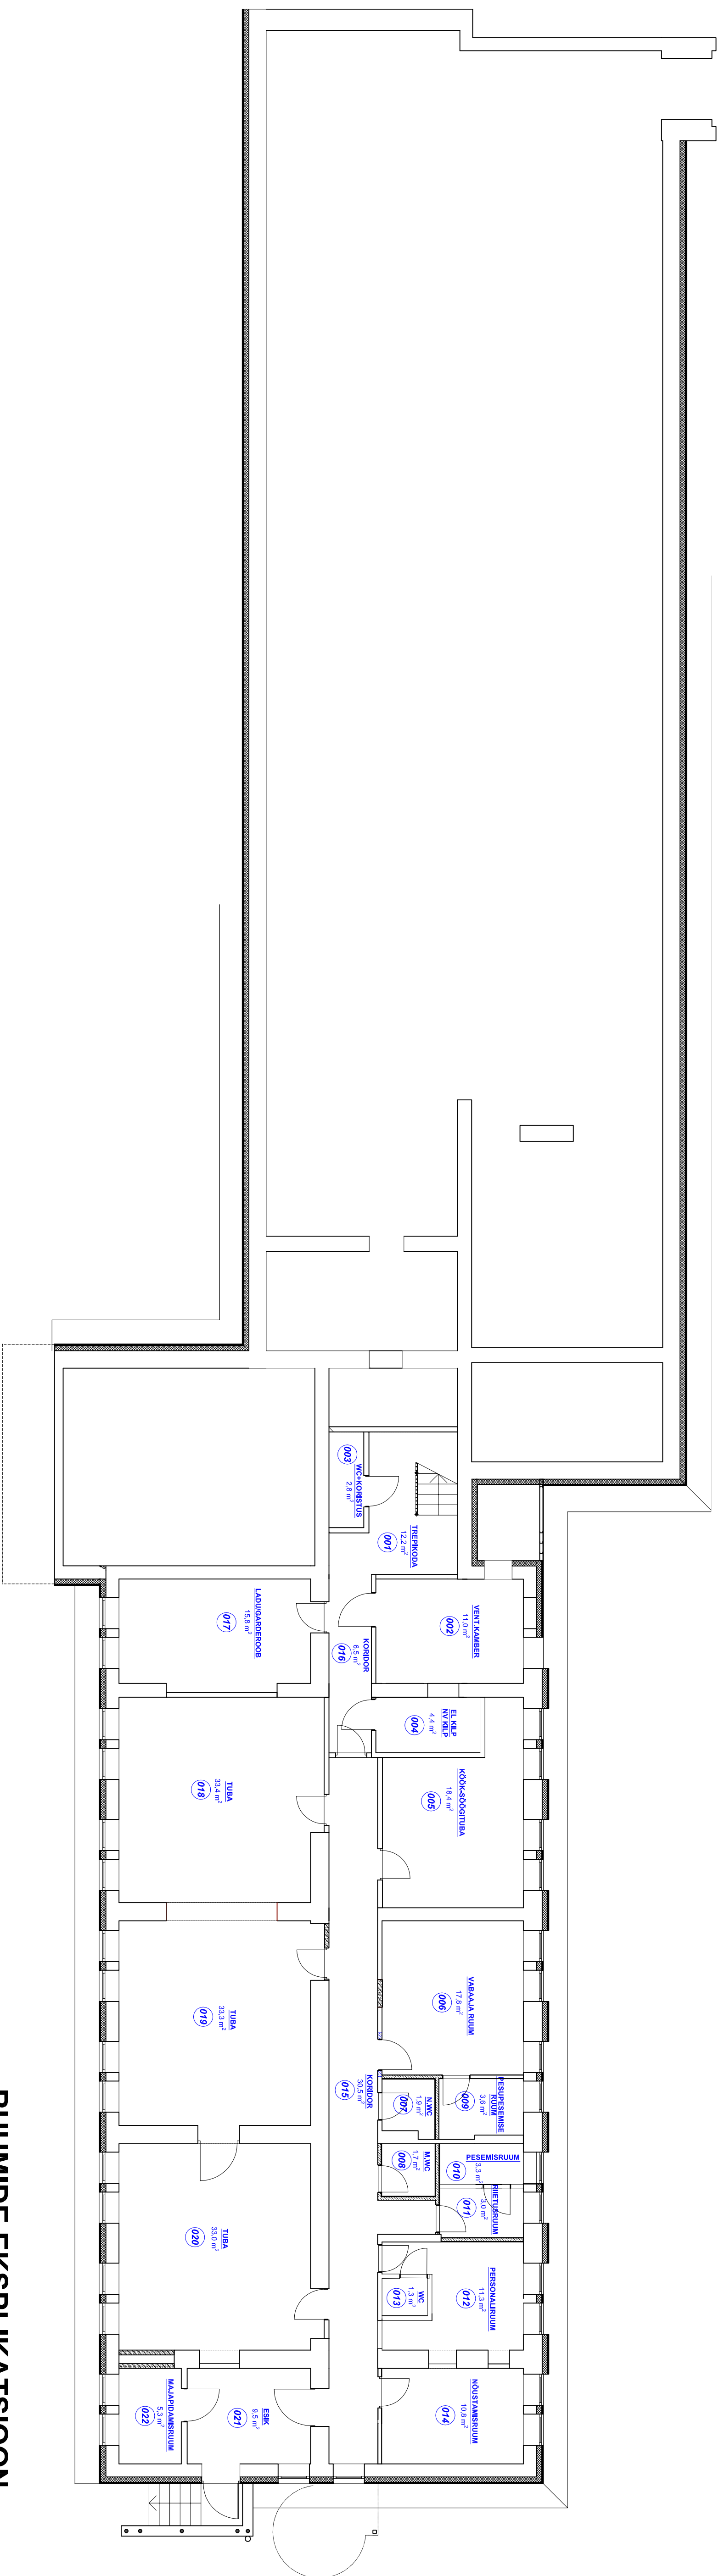 003
WC+KORISTUS
2,8 m²
TREPIKODA
12,2 m²
001
VENT.KAMBER
11,0 m²
002
LADU/GARDEROOB
15,8 m²
017
KORIDOR
6,5 m²
016
EL KILP
NV KILP
4,4 m²
004
KÖÖK-SÖÖGITUBA
18,4 m²
005
TUBA
33,4 m²
018
VABAAJA RUUM
17,8 m²
006
TUBA
33,3 m²
019
KORIDOR
30,5 m²
015
N.WC
1,9 m²
007
PESUPESEMISE
RUUM
3,6 m²
009
M.WC
1,7 m²
008
PESEMISRUUM
3,3 m²
010
RIIETUSRUUM
3,0 m²
011
TUBA
33,0 m²
020
WC
1,3 m²
013
PERSONALIRUUM
11,3 m²
012
NÕUSTAMISRUUM
10,8 m²
014
ESIK
9,5 m²
021
MAJAPIDAMISRUUM
5,3 m²
022
RUUMIDE EKSPLIKATSIOON